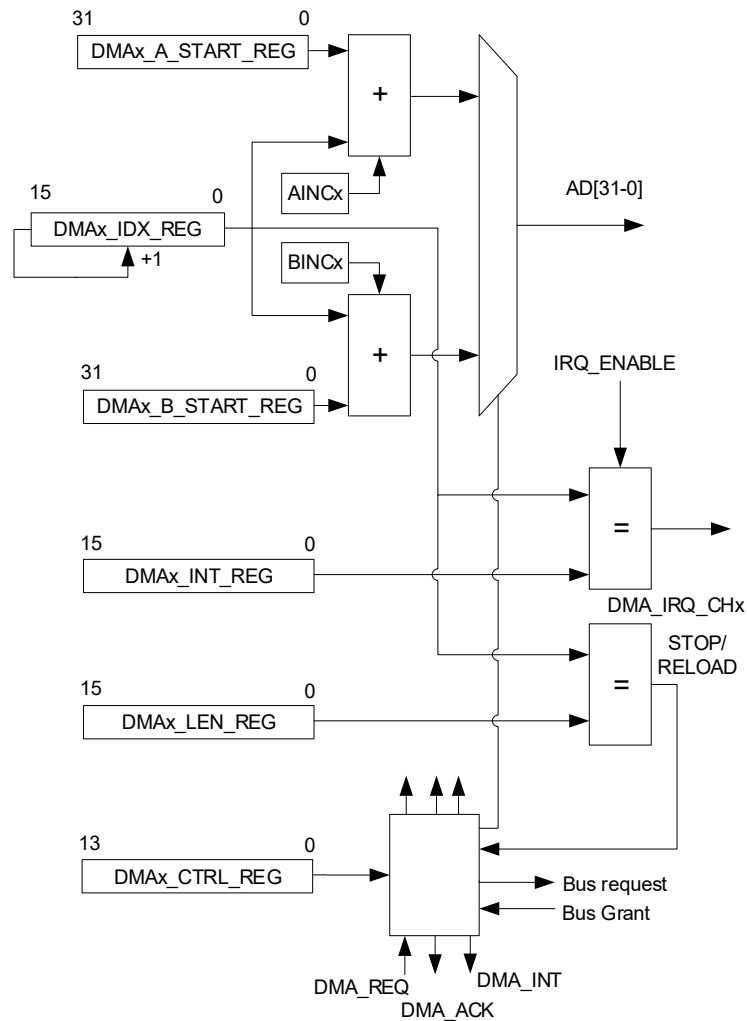 31 0
DMAx_A_START_REG
+
AINCx
15 0
DMAx_IDX_REG
+1
AD[31-0]
BINCx
+
31 0
DMAx_B_START_REG
IRQ_ENABLE
=
15 0
DMAx_INT_REG
DMA_IRQ_CHx
STOP/
RELOAD
=
15 0
DMAx_LEN_REG
13 0
DMAx_CTRL_REG
Bus request
Bus Grant
DMA_REQ
DMA_ACK
DMA_INT